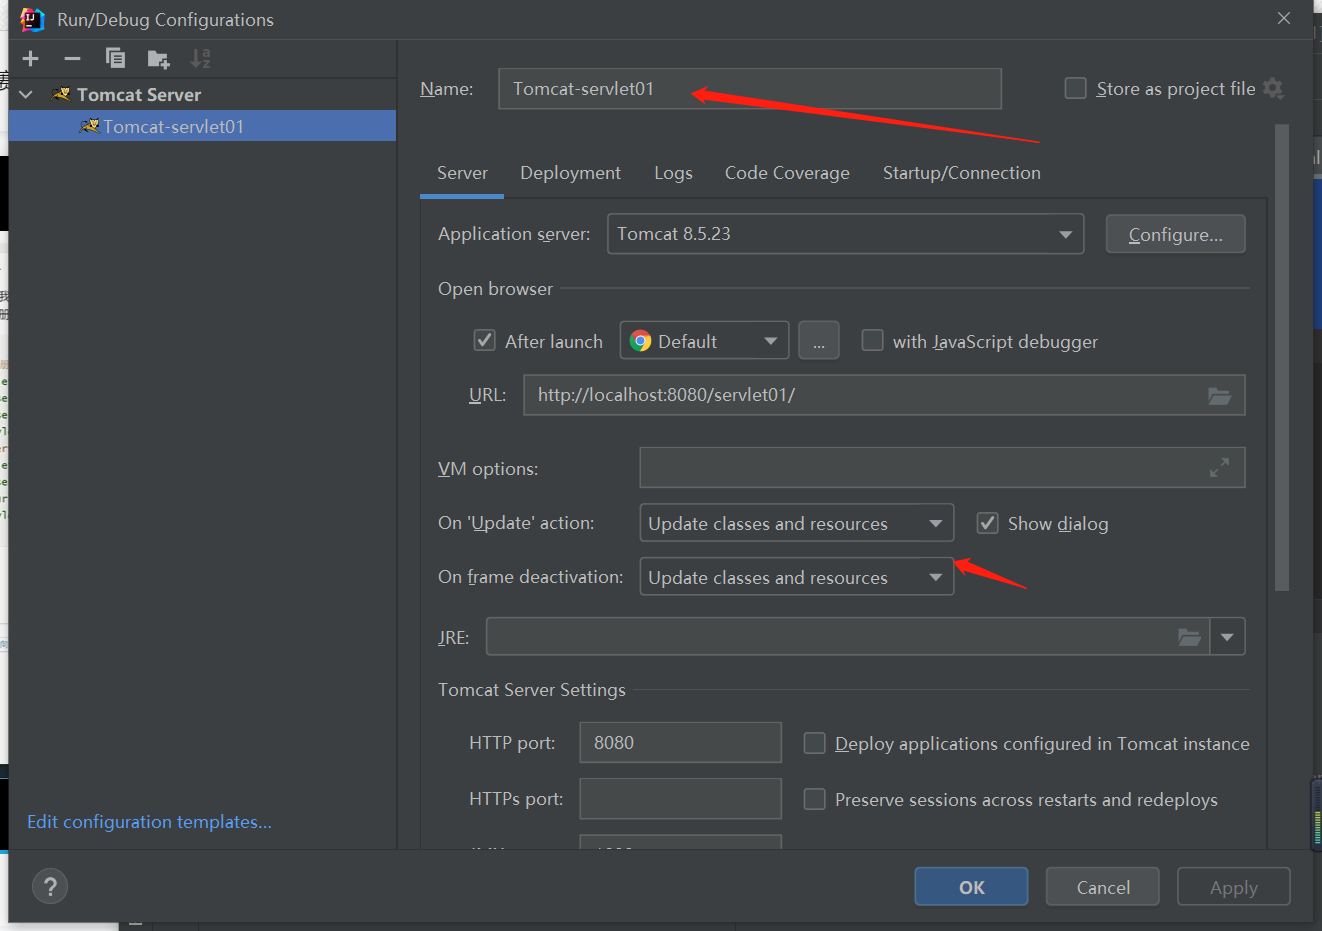 Run/Debug Configurations
Tomcat Server
Tomcat-servlet01
Name: Tomcat-servlet01 Store as project file
Server Deployment Logs Code Coverage Startup/Connection
Application server: Tomcat 8.5.23 Configure...
Open browser
After launch Default ... with JavaScript debugger
URL: http://localhost:8080/servlet01/
VM options:
On 'Update' action: Update classes and resources Show dialog
On frame deactivation: Update classes and resources
JRE:
Tomcat Server Settings
HTTP port: 8080 Deploy applications configured in Tomcat instance
HTTPs port: Preserve sessions across restarts and redeploys
Edit configuration templates...
? OK Cancel Apply